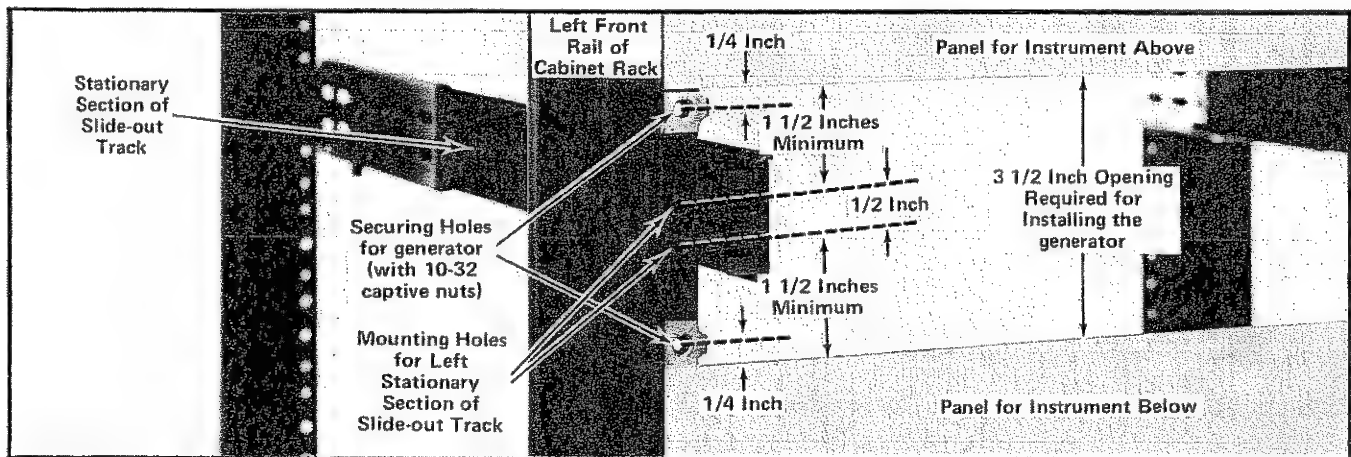 Stationary
Section of
Slide-out
Track
Left Front
Rail of
Cabinet Rack
1/4 Inch
Panel for Instrument Above
1 1/2 Inches
Minimum
3 1/2 Inch Opening
Required for
Installing the
generator
1/2 Inch
Securing Holes
for generator
(with 10-32
captive nuts)
1 1/2 Inches
Minimum
Mounting Holes
for Left
Stationary
Section of
Slide-out Track
1/4 Inch
Panel for Instrument Below